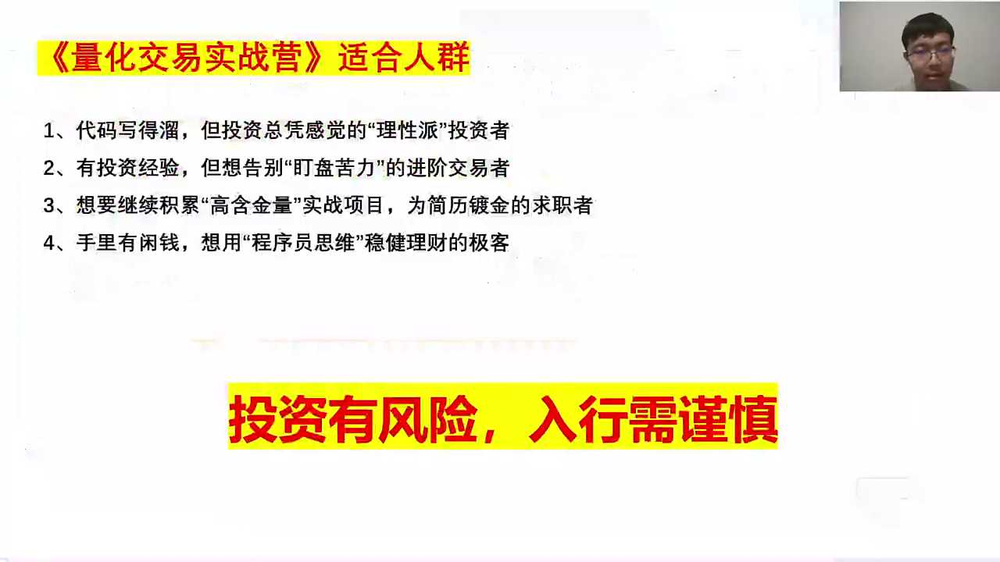 《量化交易实战营》适合人群
1、代码写得溜，但投资总凭感觉的“理性派”投资者
2、有投资经验，但想告别“盯盘苦力”的进阶交易者
3、想要继续积累“高含金量”实战项目，为简历镀金的求职者
4、手里有闲钱，想用“程序员思维”稳健理财的极客
投资有风险，入行需谨慎